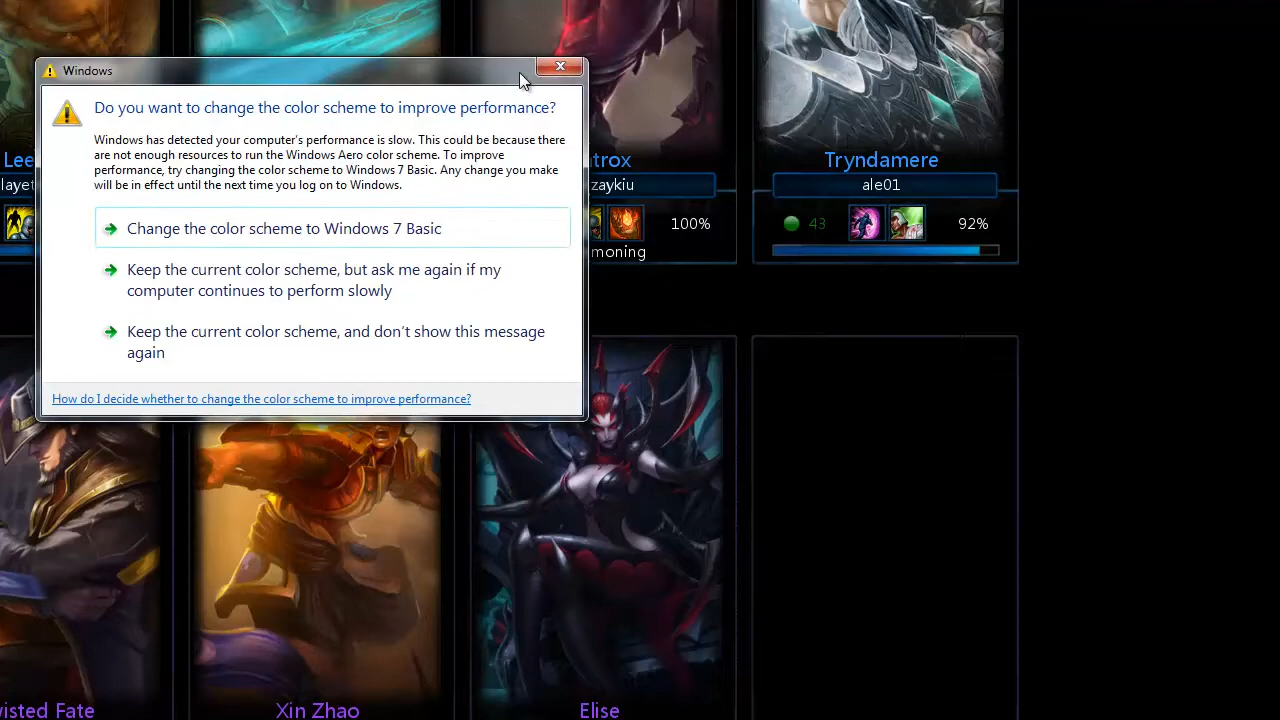 Windows
Do you want to change the color scheme to improve performance?
Windows has detected your computer's performance is slow. This could be because there
are not enough resources to run the Windows Aero color scheme. To improve
performance, try changing the color scheme to Windows 7 Basic. Any change you make
will be in effect until the next time you log on to Windows.
Change the color scheme to Windows 7 Basic
Keep the current color scheme, but ask me again if my
computer continues to perform slowly
Keep the current color scheme, and don't show this message
again
How do I decide whether to change the color scheme to improve performance?
Lee
trox
Tryndamere
layet
zaykiu
ale01
100%
43
92%
moning
isted Fate
Xin Zhao
Elise